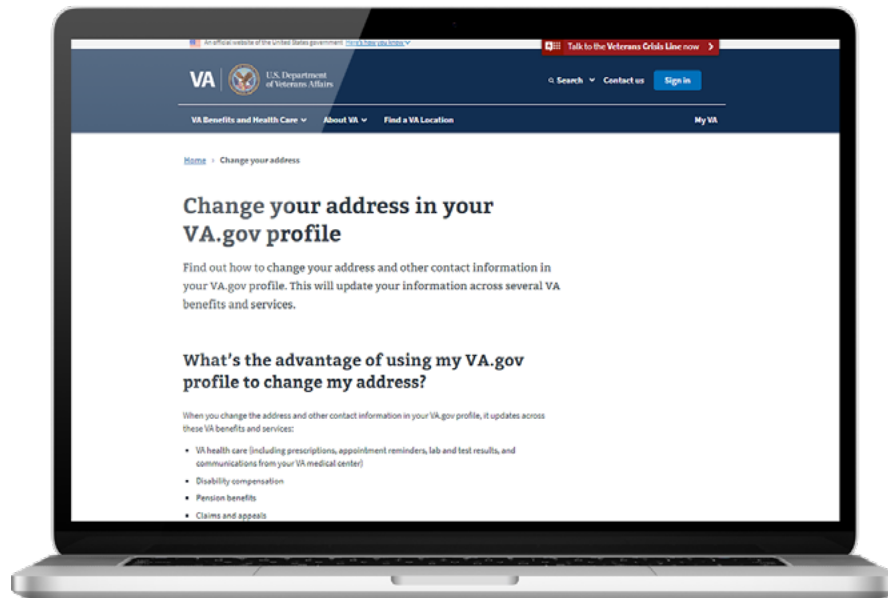 An official website of the United States government Here's how you know
Talk to the Veterans Crisis Line now
VA
U.S. Department
of Veterans Affairs
Search
Contact us
Sign in
VA Benefits and Health Care
About VA
Find a VA Location
My VA
Home › Change your address
Change your address in your
VA.gov profile
Find out how to change your address and other contact information in
your VA.gov profile. This will update your information across several VA
benefits and services.
What's the advantage of using my VA.gov
profile to change my address?
When you change the address and other contact information in your VA.gov profile, it updates across
these VA benefits and services:
• VA health care (including prescriptions, appointment reminders, lab and test results, and
communications from your VA medical center)
• Disability compensation
• Pension benefits
• Claims and appeals